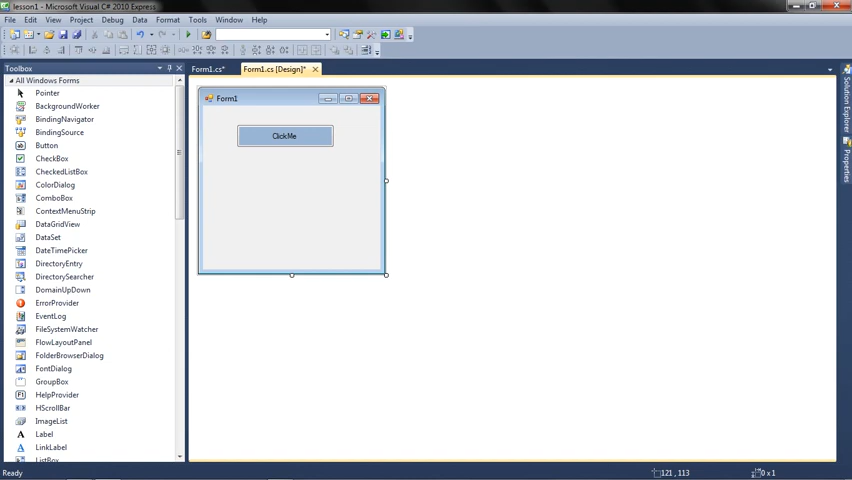 lesson1 - Microsoft Visual C# 2010 Express
File Edit View Project Debug Data Format Tools Window Help
Toolbox
Form1.cs* Form1.cs [Design]*
All Windows Forms
Pointer
BackgroundWorker
BindingNavigator
BindingSource
Button
CheckBox
CheckedListBox
ColorDialog
ComboBox
ContextMenuStrip
DataGridView
DataSet
DateTimePicker
DirectoryEntry
DirectorySearcher
DomainUpDown
ErrorProvider
EventLog
FileSystemWatcher
FlowLayoutPanel
FolderBrowserDialog
FontDialog
GroupBox
HelpProvider
HScrollBar
ImageList
Label
LinkLabel
ListBox
Form1
ClickMe
Solution Explorer
Properties
Ready
121 , 113
0 x 1